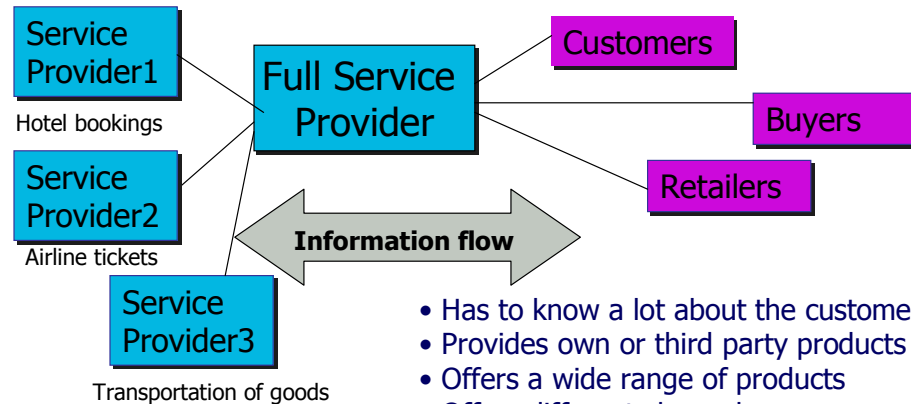 Service
Provider1
Hotel bookings
Full Service
Provider
Customers
Buyers
Retailers
Service
Provider2
Airline tickets
Information flow
Service
Provider3
Transportation of goods
• Has to know a lot about the custome
• Provides own or third party products
• Offers a wide range of products